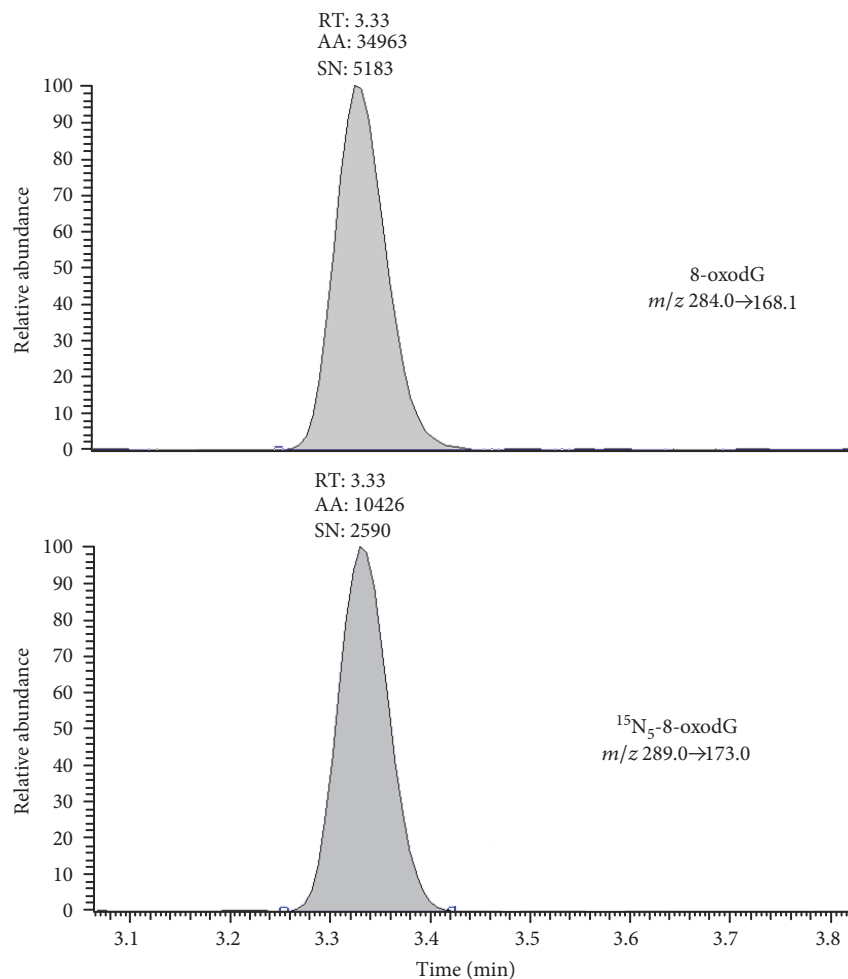 RT: 3.33
AA: 34963
SN: 5183
100
90
80
70
60
50
40
30
20
10
0
Relative abundance
8-oxodG
m/z 284.0→168.1
RT: 3.33
AA: 10426
SN: 2590
100
90
80
70
60
50
40
30
20
10
0
Relative abundance
¹⁵N₅-8-oxodG
m/z 289.0→173.0
3.1 3.2 3.3 3.4 3.5 3.6 3.7 3.8
Time (min)